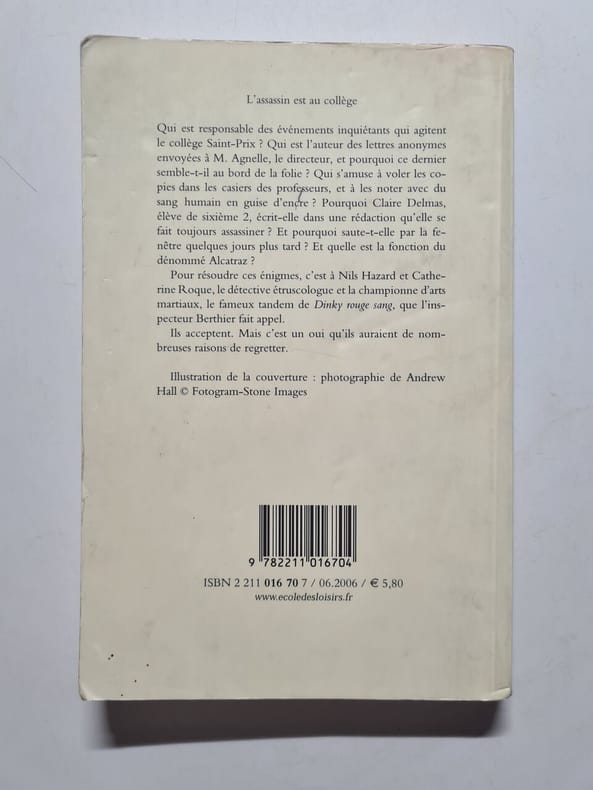 L'assassin est au collège
Qui est responsable des événements inquiétants qui agitent
le collège Saint-Prix ? Qui est l'auteur des lettres anonymes
envoyées à M. Agnelle, le directeur, et pourquoi ce dernier
semble-t-il au bord de la folie ? Qui s'amuse à voler les co-
pies dans les casiers des professeurs, et à les noter avec du
sang humain en guise d'encre ? Pourquoi Claire Delmas,
élève de sixième 2, écrit-elle dans une rédaction qu'elle se
fait toujours assassiner ? Et pourquoi saute-t-elle par la fe-
nêtre quelques jours plus tard ? Et quelle est la fonction du
dénommé Alcatraz ?
Pour résoudre ces énigmes, c'est à Nils Hazard et Cathe-
rine Roque, le détective étruscologue et la championne d'arts
martiaux, le fameux tandem de Dinky rouge sang, que l'ins-
pecteur Berthier fait appel.
Ils acceptent. Mais c'est un oui qu'ils auraient de nom-
breuses raisons de regretter.
Illustration de la couverture : photographie de Andrew
Hall © Fotogram-Stone Images
9 782211 016704
ISBN 2 211 016 70 7 / 06.2006 / € 5,80
www.ecoledesloisirs.fr